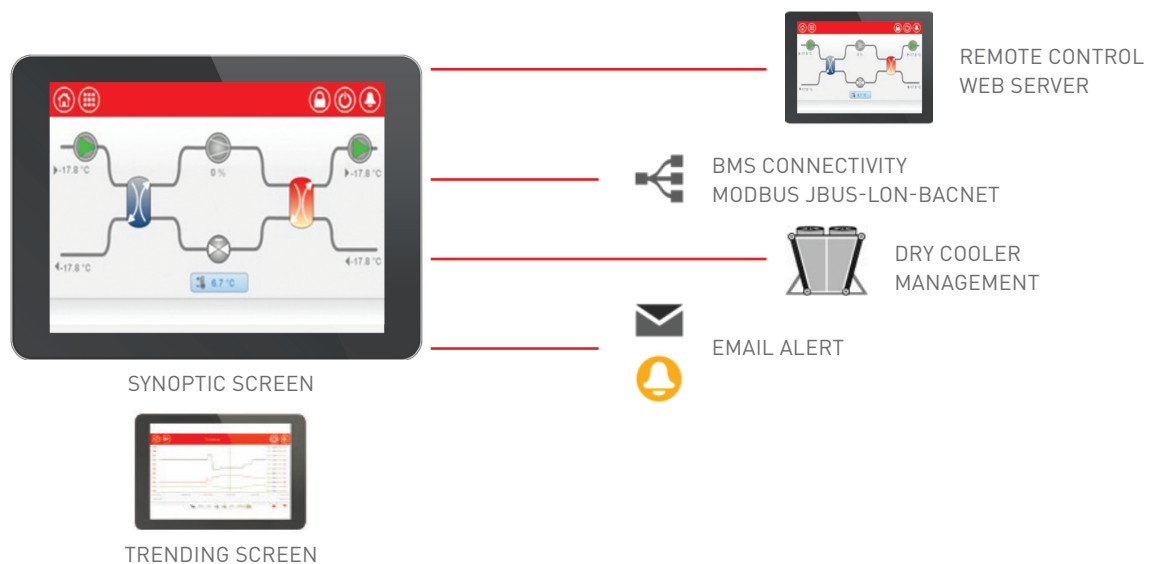 REMOTE CONTROL
WEB SERVER
-17.8 °C
0 %
-17.8 °C
-17.8 °C
-17.8 °C
6.7 °C
BMS CONNECTIVITY
MODBUS JBUS-LON-BACNET
DRY COOLER
MANAGEMENT
EMAIL ALERT
SYNOPTIC SCREEN
TRENDING SCREEN